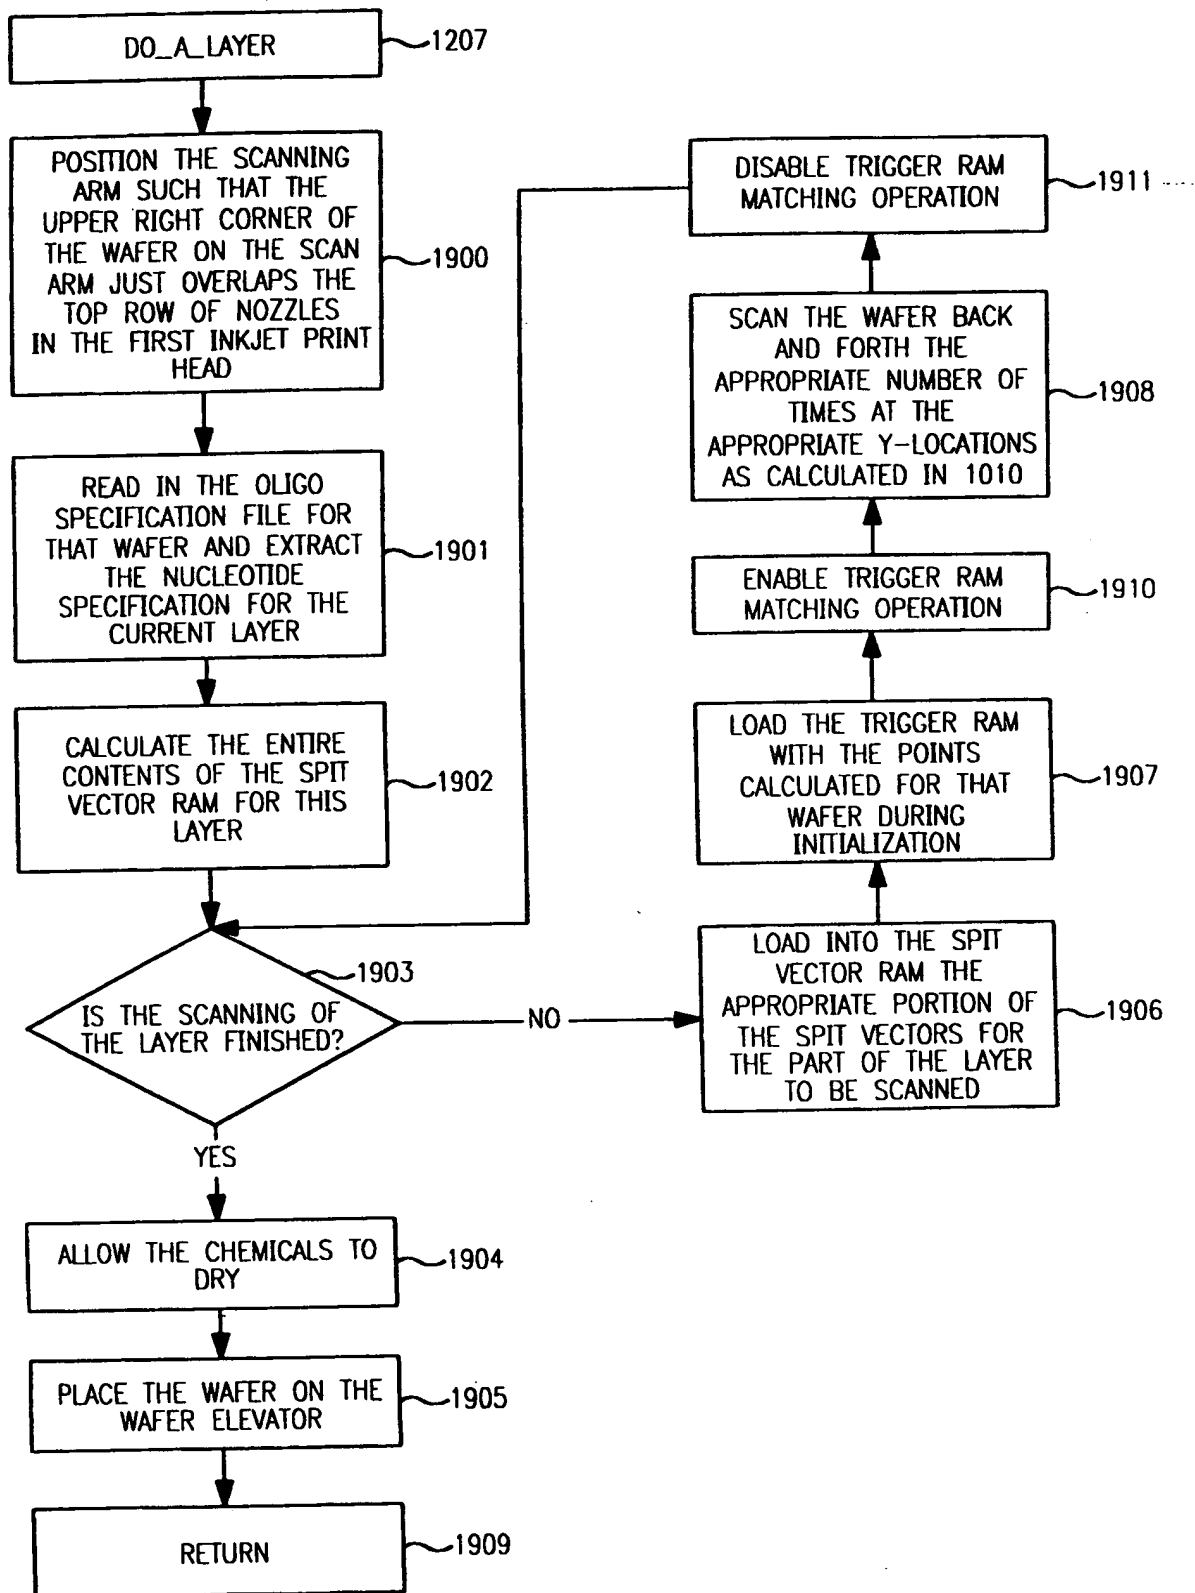 DO_A_LAYER
1207
POSITION THE SCANNING
ARM SUCH THAT THE
UPPER RIGHT CORNER OF
THE WAFER ON THE SCAN
ARM JUST OVERLAPS THE
TOP ROW OF NOZZLES
IN THE FIRST INKJET PRINT
HEAD
1900
READ IN THE OLIGO
SPECIFICATION FILE FOR
THAT WAFER AND EXTRACT
THE NUCLEOTIDE
SPECIFICATION FOR THE
CURRENT LAYER
1901
CALCULATE THE ENTIRE
CONTENTS OF THE SPIT
VECTOR RAM FOR THIS
LAYER
1902
IS THE SCANNING OF
THE LAYER FINISHED?
1903
NO
YES
ALLOW THE CHEMICALS TO
DRY
1904
PLACE THE WAFER ON THE
WAFER ELEVATOR
1905
RETURN
1909
DISABLE TRIGGER RAM
MATCHING OPERATION
1911
SCAN THE WAFER BACK
AND FORTH THE
APPROPRIATE NUMBER OF
TIMES AT THE
APPROPRIATE Y-LOCATIONS
AS CALCULATED IN 1010
1908
ENABLE TRIGGER RAM
MATCHING OPERATION
1910
LOAD THE TRIGGER RAM
WITH THE POINTS
CALCULATED FOR THAT
WAFER DURING
INITIALIZATION
1907
LOAD INTO THE SPIT
VECTOR RAM THE
APPROPRIATE PORTION OF
THE SPIT VECTORS FOR
THE PART OF THE LAYER
TO BE SCANNED
1906